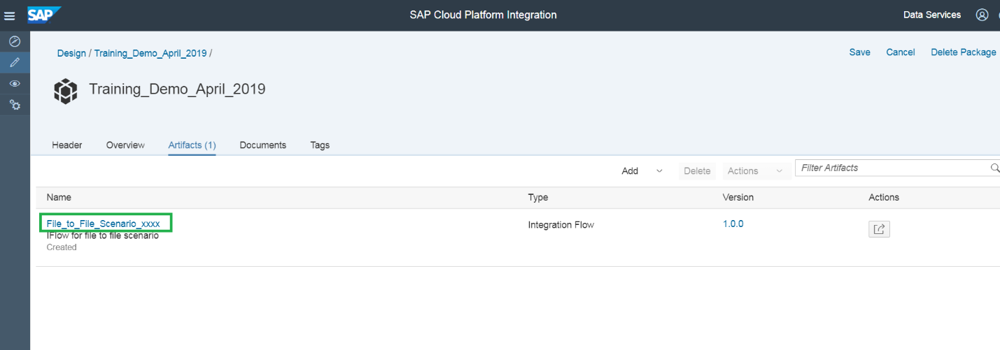 SAP
SAP Cloud Platform Integration
Data Services
Design / Training_Demo_April_2019 /
Save Cancel Delete Package
Training_Demo_April_2019
Header Overview Artifacts (1) Documents Tags
Add Delete Actions Filter Artifacts
Name Type Version Actions
File_to_File_Scenario_xxxx Integration Flow 1.0.0
IFlow for file to file scenario
Created